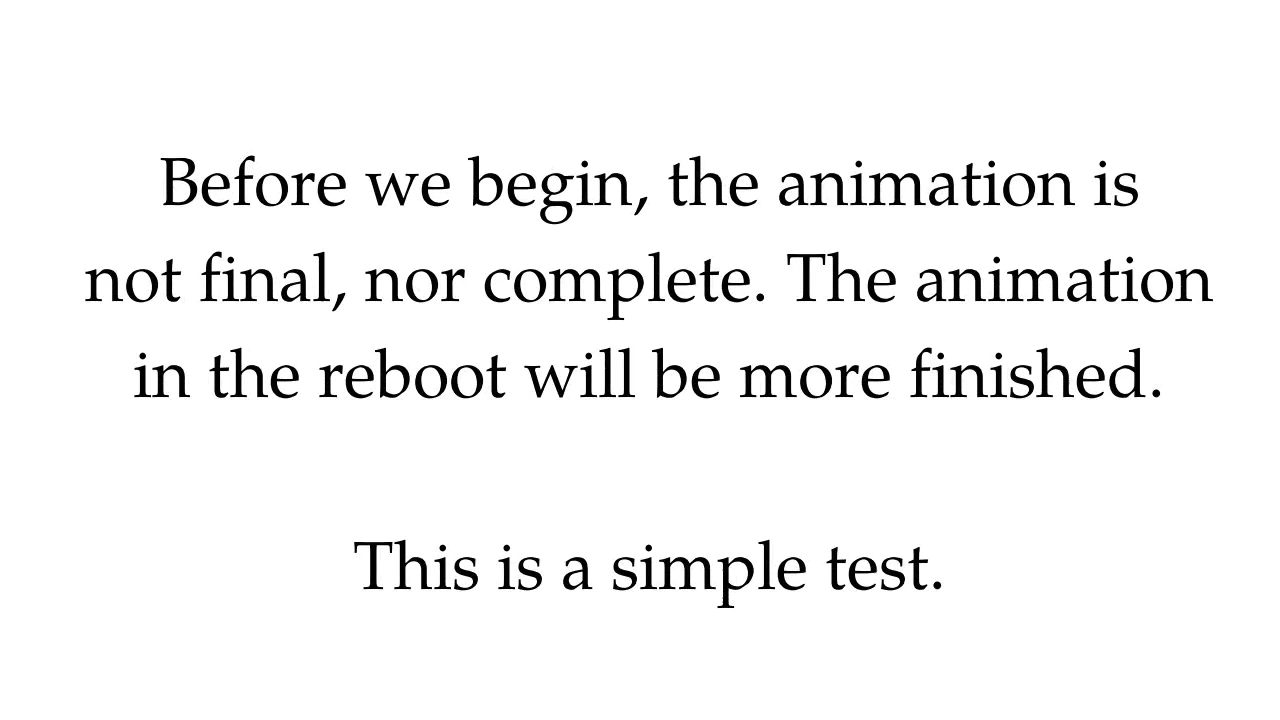 Before we begin, the animation is
not final, nor complete. The animation
in the reboot will be more finished.
This is a simple test.